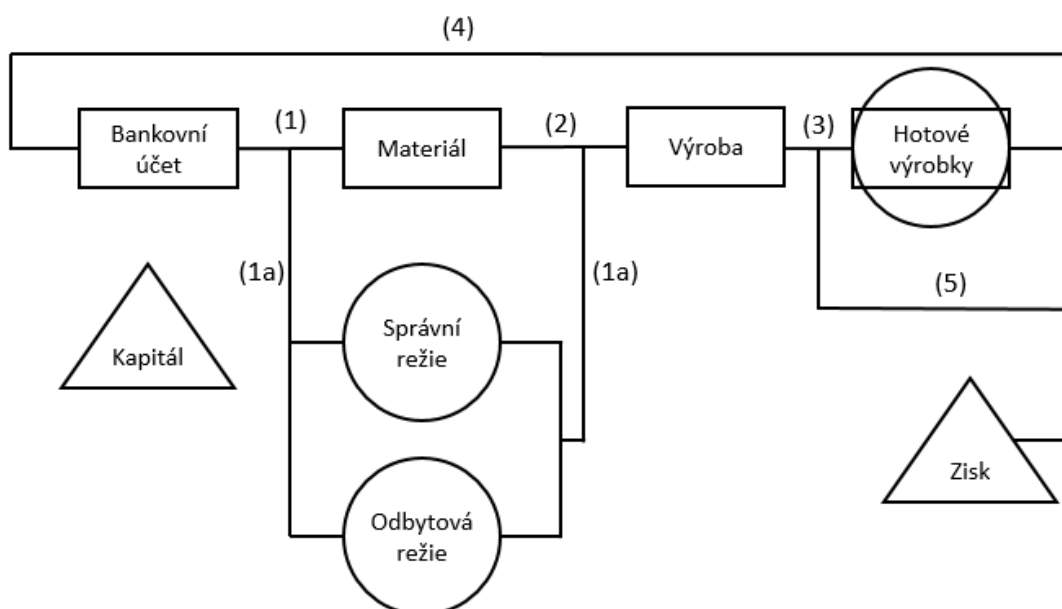 (4)
Bankovní
účet
(1)
Materiál
(2)
Výroba
(3)
Hotové
výrobky
(1a)
(1a)
(5)
Kapitál
Správní
režie
Zisk
Odbytová
režie